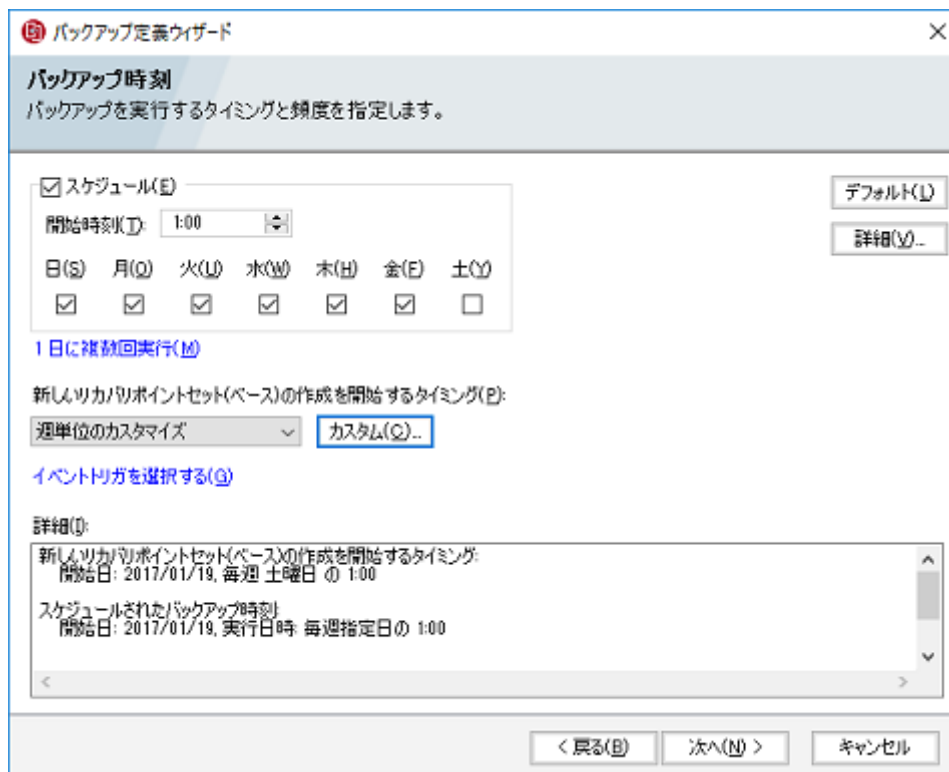 バックアップ定義ウィザード
バックアップ時刻
バックアップを実行するタイミングと頻度を指定します。
スケジュール(E)
デフォルト(L)
開始時刻(T): 1:00
詳細(V)...
日(S) 月(O) 火(U) 水(W) 木(H) 金(F) 土(Y)
1日に複数回実行(M)
新しいリカバリポイントセット(ベース)の作成を開始するタイミング(P):
週単位のカスタマイズ
カスタム(C)...
イベントトリガを選択する(G)
詳細(I):
新しいリカバリポイントセット(ベース)の作成を開始するタイミング:
開始日: 2017/01/19, 毎週 土曜日 の 1:00
スケジュールされたバックアップ時刻:
開始日: 2017/01/19, 実行日時: 毎週指定日の 1:00
< 戻る(B) 次へ(N) > キャンセル